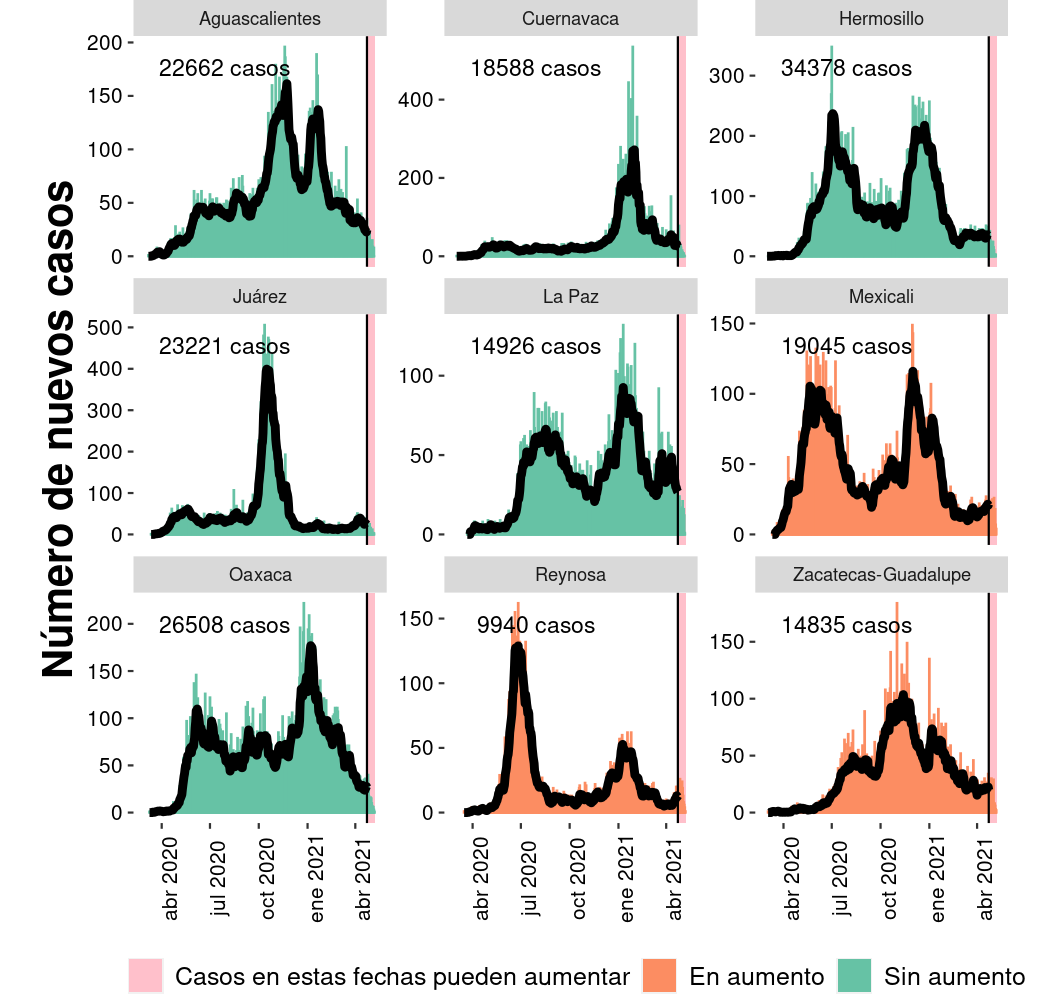 Número de nuevos casos
Aguascalientes
200
150
100
50
0
22662 casos
Cuernavaca
400
200
0
18588 casos
Hermosillo
300
200
100
0
34378 casos
Juárez
500
400
300
200
100
0
23221 casos
La Paz
100
50
0
14926 casos
Mexicali
150
100
50
0
19045 casos
Oaxaca
200
150
100
50
0
26508 casos
Reynosa
150
100
50
0
9940 casos
Zacatecas-Guadalupe
150
100
50
0
14835 casos
abr 2020
jul 2020
oct 2020
ene 2021
abr 2021
abr 2020
jul 2020
oct 2020
ene 2021
abr 2021
abr 2020
jul 2020
oct 2020
ene 2021
abr 2021
Casos en estas fechas pueden aumentar
En aumento
Sin aumento